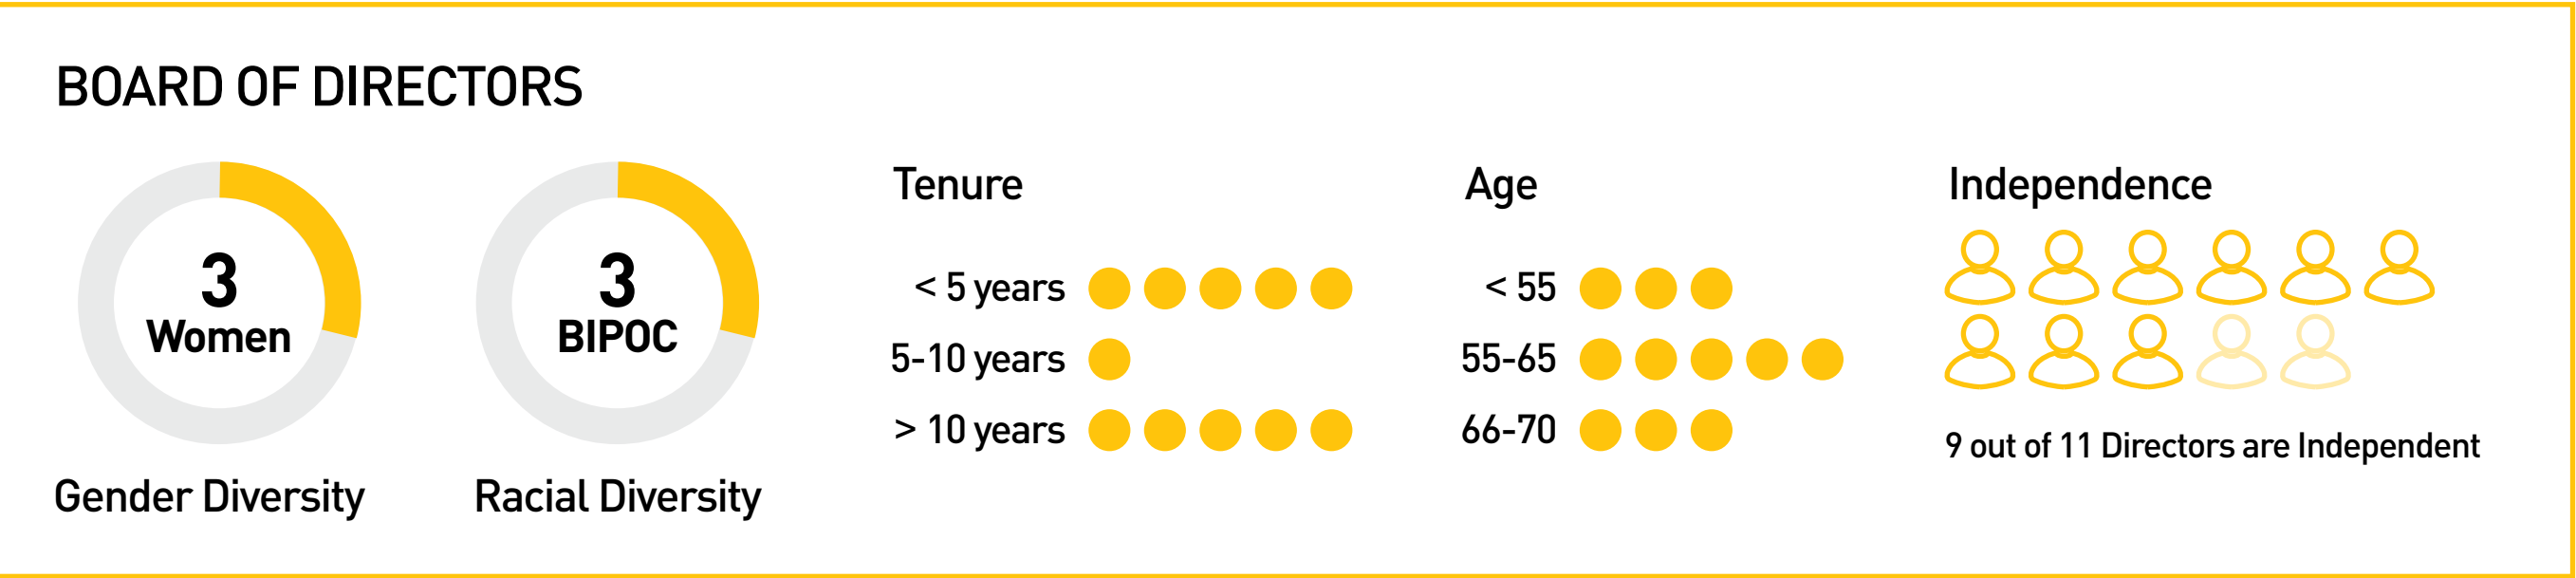 BOARD OF DIRECTORS
3
Women
Gender Diversity
3
BIPOC
Racial Diversity
Tenure
< 5 years
5-10 years
> 10 years
Age
< 55
55-65
66-70
Independence
9 out of 11 Directors are Independent